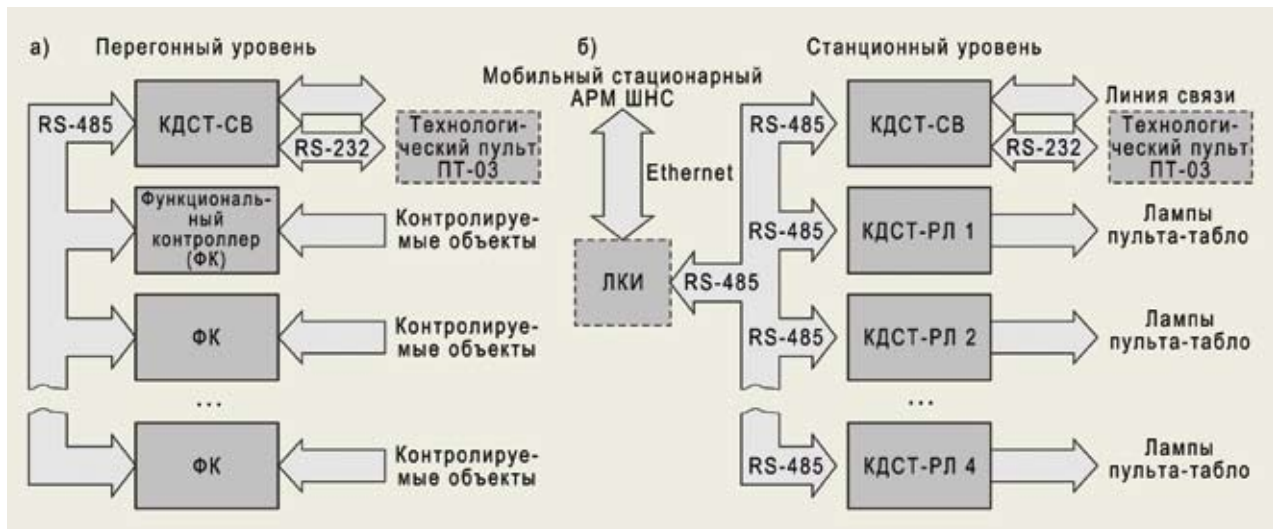 а) Перегонный уровень
RS-485
КДСТ-СВ
RS-232
Технологи-
ческий пульт
ПТ-03
Функциональ-
ный
контроллер
(ФК)
Контролируе-
мые объекты
ФК
Контролируе-
мые объекты
...
ФК
Контролируе-
мые объекты
б) Станционный уровень
Мобильный стационарный
АРМ ШНС
Ethernet
ЛКИ
RS-485
RS-485
КДСТ-СВ
Линия связи
RS-232
Технологи-
ческий пульт
ПТ-03
RS-485
КДСТ-РЛ 1
Лампы
пульта-табло
RS-485
КДСТ-РЛ 2
Лампы
пульта-табло
...
RS-485
КДСТ-РЛ 4
Лампы
пульта-табло